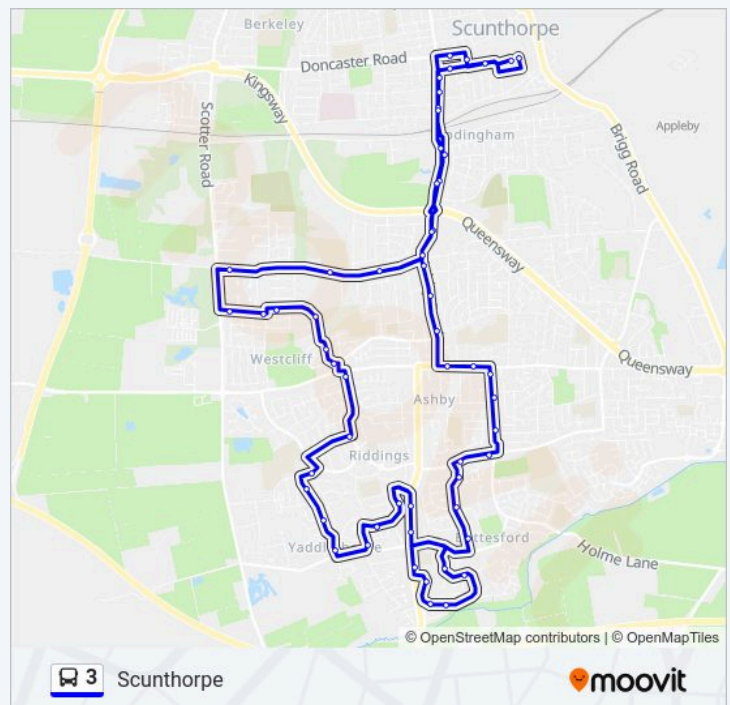 Scunthorpe
Berkeley
Doncaster Road
Kingsway
Scotter Road
Appleby
Brigg Road
Queensway
Westcliff
Queensway
Ashby
Riddings
Holme Lane
© OpenStreetMap contributors | © OpenMapTiles
3 Scunthorpe
moovit